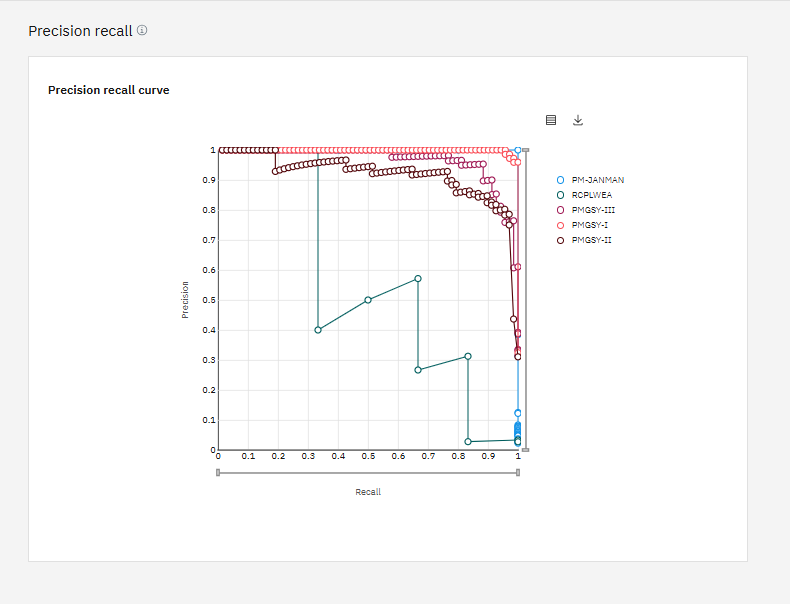 Precision recall
Precision recall curve
PM-JANMAN
RCPLWEA
PMGSY-III
PMGSY-I
PMGSY-II
Precision
1
0.9
0.8
0.7
0.6
0.5
0.4
0.3
0.2
0.1
0
0 0.1 0.2 0.3 0.4 0.5 0.6 0.7 0.8 0.9 1
Recall